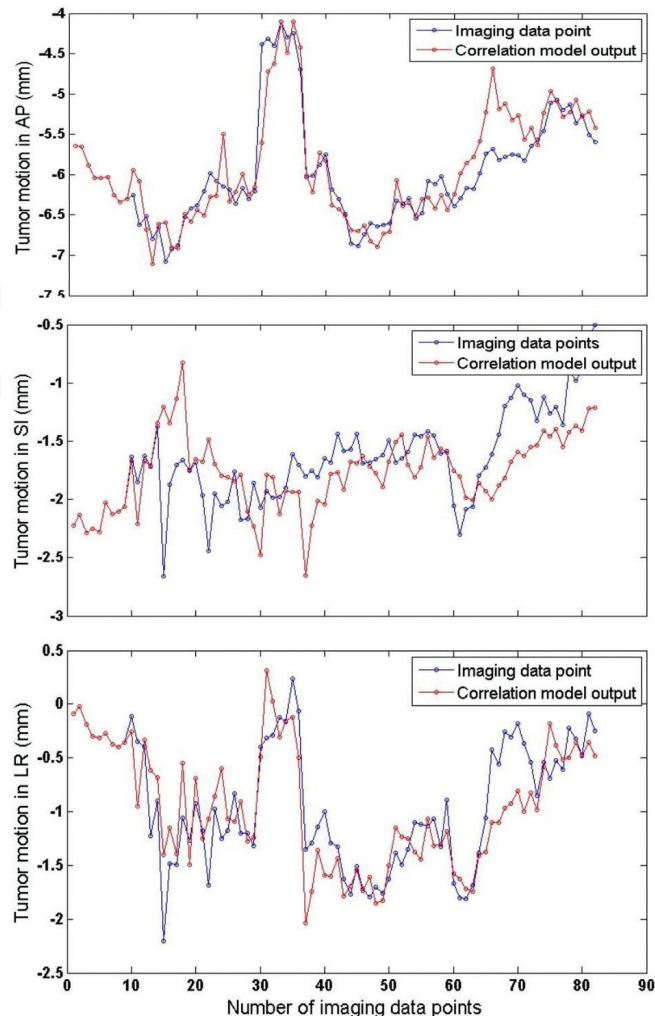 Tumor motion in AP (mm)
-4
-4.5
-5
-5.5
-6
-6.5
-7
-7.5
Imaging data point
Correlation model output
Tumor motion in SI (mm)
-0.5
-1
-1.5
-2
-2.5
-3
Imaging data points
Correlation model output
Tumor motion in LR (mm)
0.5
0
-0.5
-1
-1.5
-2
-2.5
Imaging data point
Correlation model output
0 10 20 30 40 50 60 70 80 90
Number of imaging data points